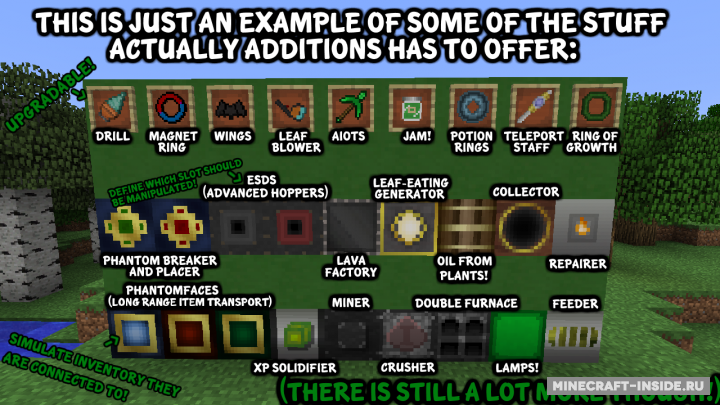 THIS IS JUST AN EXAMPLE OF SOME OF THE STUFF
ACTUALLY ADDITIONS HAS TO OFFER:
UPGRADABLE!
DRILL
MAGNET
RING
WINGS
LEAF
BLOWER
AIOTS
JAM!
POTION
RINGS
TELEPORT
STAFF
RING OF
GROWTH
DEFINE WHICH SLOT SHOULD
BE MANIPULATED!
ESDS
(ADVANCED HOPPERS)
LEAF-EATING
GENERATOR
COLLECTOR
PHANTOM BREAKER
AND PLACER
LAVA
FACTORY
OIL FROM
PLANTS!
REPAIRER
PHANTOMFACES
(LONG RANGE ITEM TRANSPORT)
MINER
DOUBLE FURNACE
FEEDER
SIMULATE INVENTORY THEY
ARE CONNECTED TO!
XP SOLIDIFIER
CRUSHER
LAMPS!
(THERE IS STILL A LOT MORE THOUGH!)
MINECRAFT-INSIDE.RU